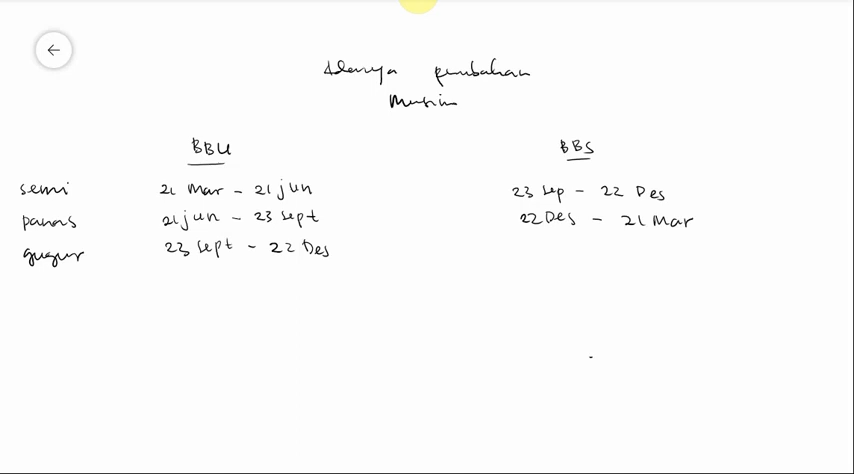 Adanya perubahan
Musim
BBU BBS
semi 21 Mar - 21 jun 23 Sep - 22 Des
panas 21 jun - 23 sept 22 Des - 21 Mar
gugur 23 sept - 22 Des